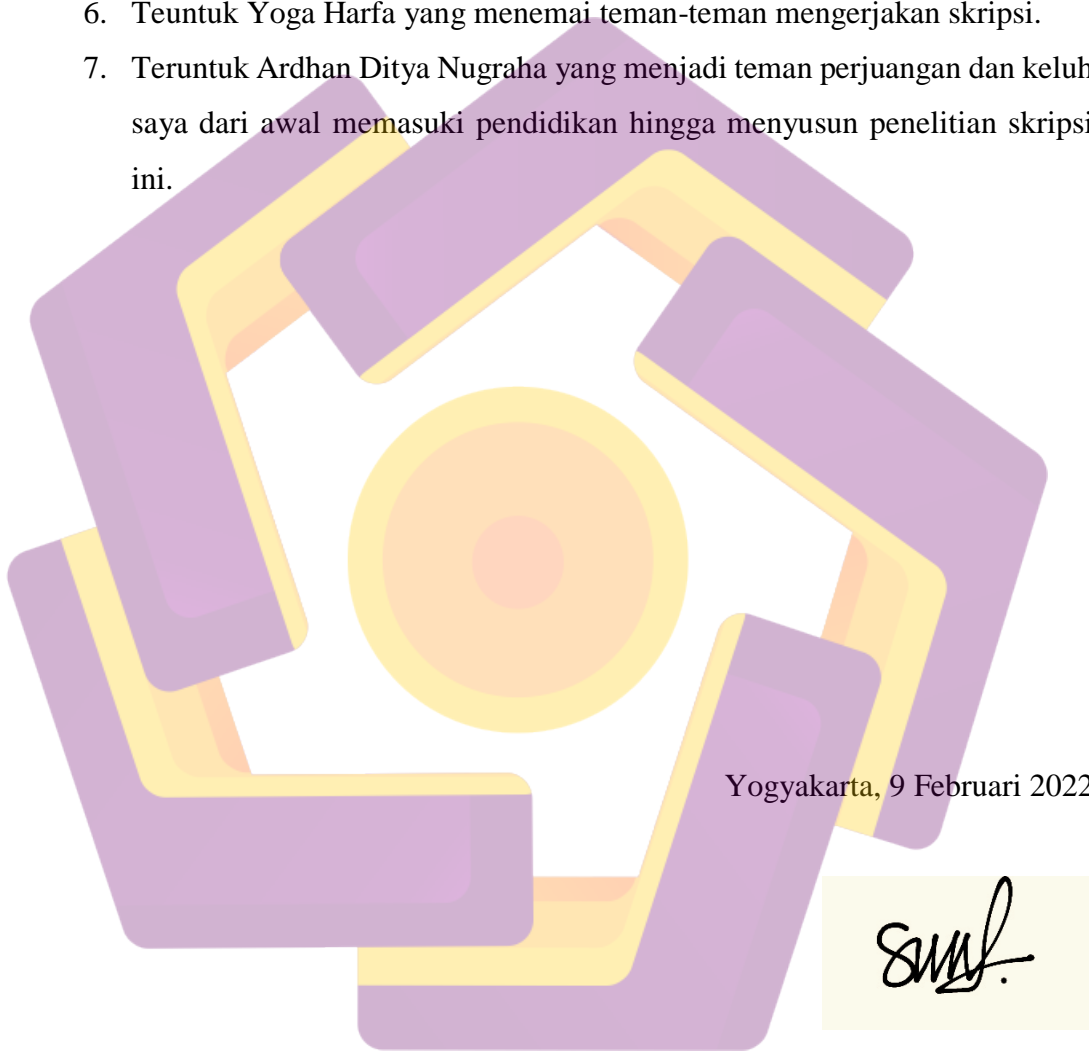 6. Teuntuk Yoga Harfa yang menemai teman-teman mengerjakan skripsi.
7. Teruntuk Ardhan Ditya Nugraha yang menjadi teman perjuangan dan keluh
saya dari awal memasuki pendidikan hingga menyusun penelitian skripsi
ini.
Yogyakarta, 9 Februari 2022